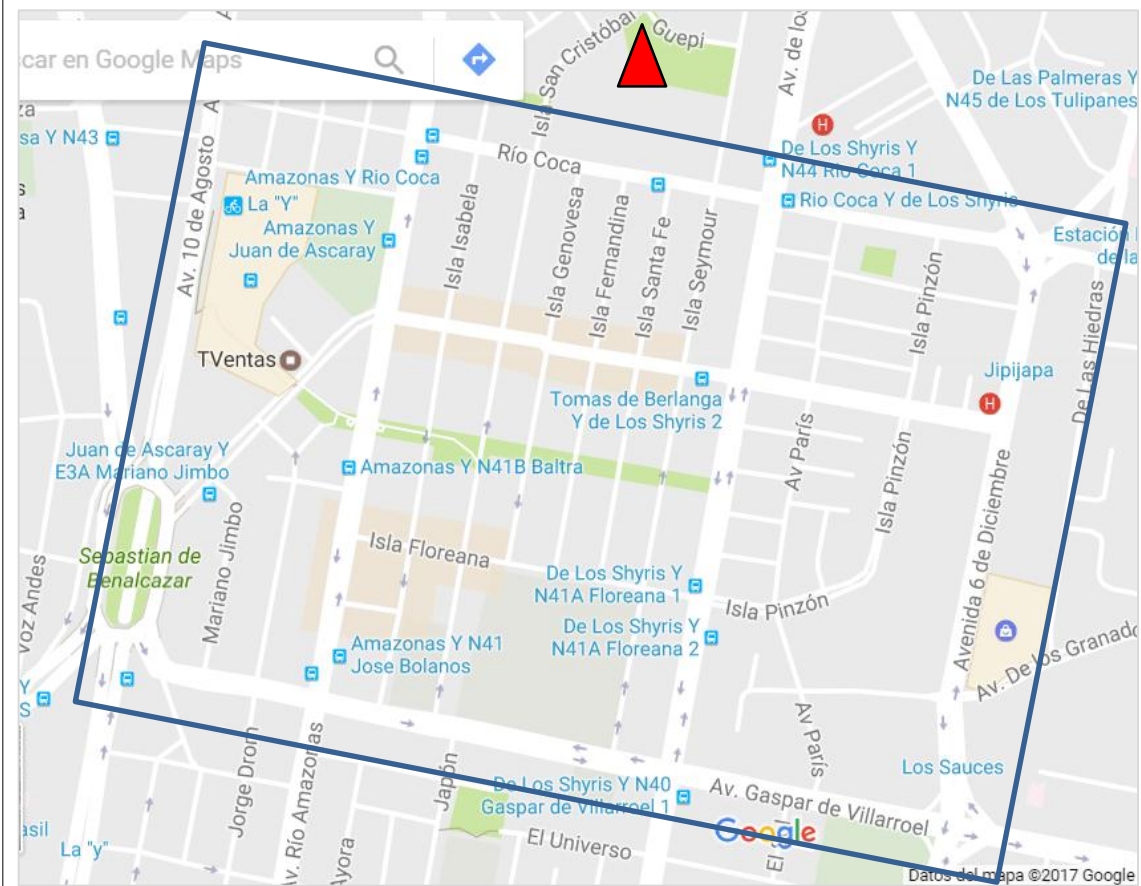 Isla San Cristóbal
Guepi
Av. de los
car en Google Maps
De Las Palmeras Y
N45 de Los Tulipanes
za
sa Y N43
A
A
De Los Shyris Y
N44 Río Coca 1
Río Coca
s
a
Amazonas Y Rio Coca
La "Y"
Rio Coca Y de Los Shyris
Amazonas Y
Juan de Ascaray
Av. 10 de Agosto
Isla Isabela
Isla Genovesa
Isla Fernandina
Isla Santa Fe
Isla Seymour
Isla Pinzón
Estación
de la
De Las Hiedras
TVentas
Jipijapa
Tomas de Berlanga
Y de Los Shyris 2
Av París
Juan de Ascaray Y
E3A Mariano Jimbo
Amazonas Y N41B Baltra
Isla Pinzón
Avenida 6 de Diciembre
Sebastian de
Benalcazar
Voz Andes
Mariano Jimbo
Isla Floreana
De Los Shyris Y
N41A Floreana 1
Isla Pinzón
De Los Shyris Y
N41A Floreana 2
Amazonas Y N41
Jose Bolanos
Av. De los Granado
Y
S
Av París
Jorge Drom
Av. Río Amazonas
Japón
Los Sauces
De Los Shyris Y N40
Gaspar de Villarroel 1
Av. Gaspar de Villarroel
Google
El Universo
asil
La "y"
Ayora
El
Datos del mapa ©2017 Google